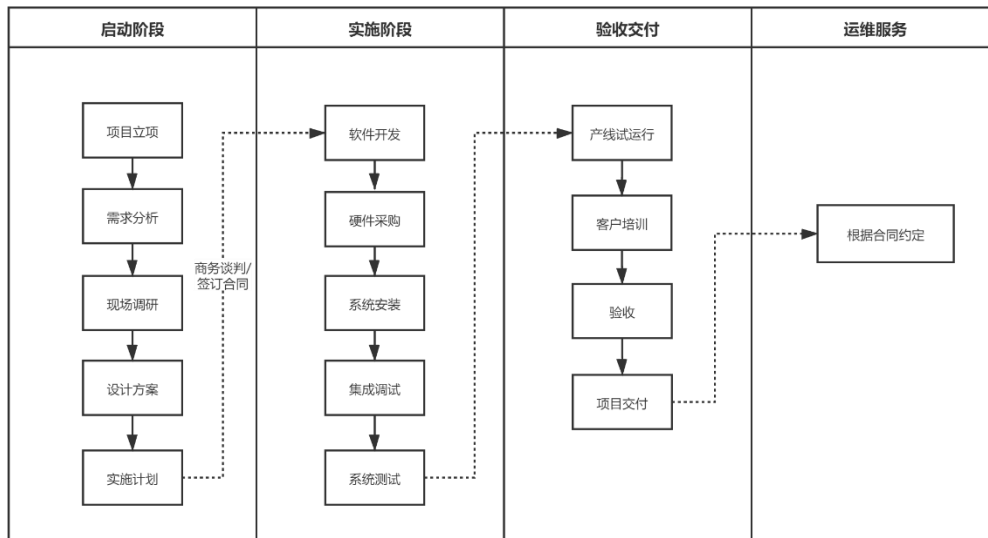 启动阶段
实施阶段
验收交付
运维服务
项目立项
需求分析
现场调研
设计方案
实施计划
商务谈判/
签订合同
软件开发
硬件采购
系统安装
集成调试
系统测试
产线试运行
客户培训
验收
项目交付
根据合同约定